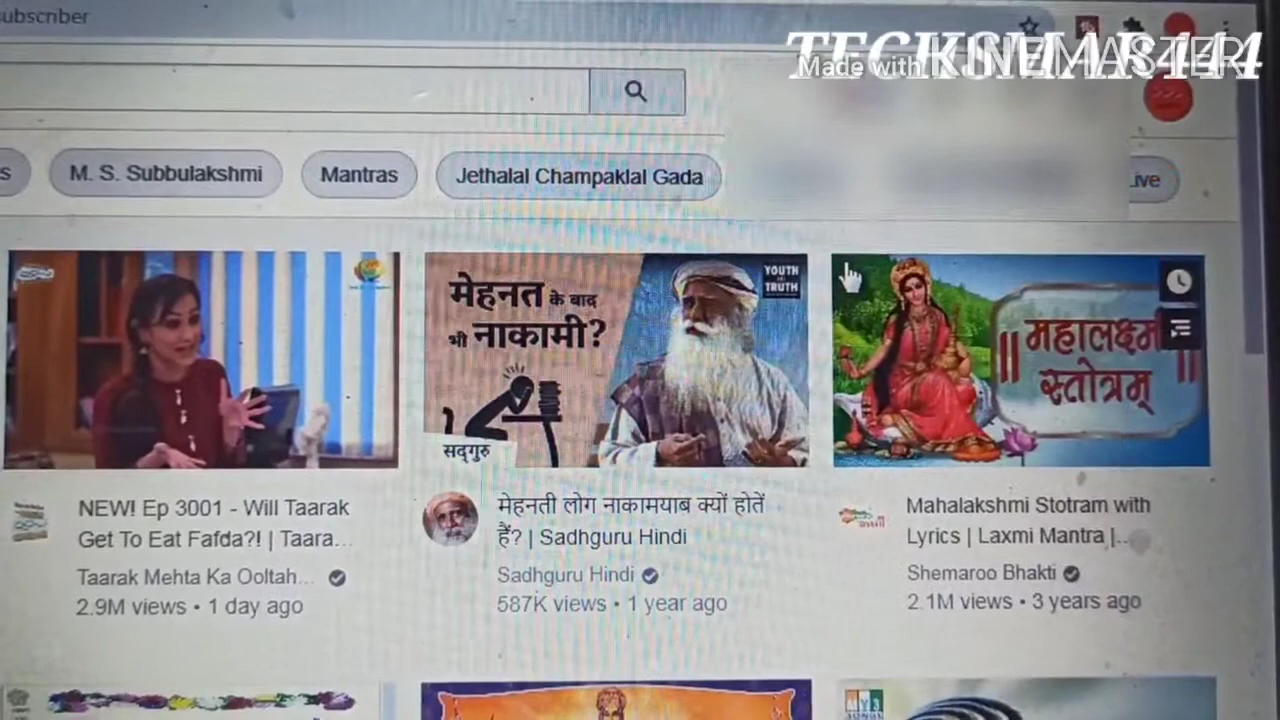 subscriber
TECKSMAR444
Made with KINEMASTER
s
M. S. Subbulakshmi
Mantras
Jethalal Champaklal Gada
Live
मेहनत के बाद
भी नाकामी?
सद्गुरु
YOUTH
AND
TRUTH
महालक्ष्मी
स्तोत्रम्
NEW! Ep 3001 - Will Taarak
Get To Eat Fafda?! | Taara...
Taarak Mehta Ka Ooltah...
2.9M views • 1 day ago
मेहनती लोग नाकामयाब क्यों होतें
हैं? | Sadhguru Hindi
Sadhguru Hindi
587K views • 1 year ago
Mahalakshmi Stotram with
Lyrics | Laxmi Mantra |...
Shemaroo Bhakti
2.1M views • 3 years ago